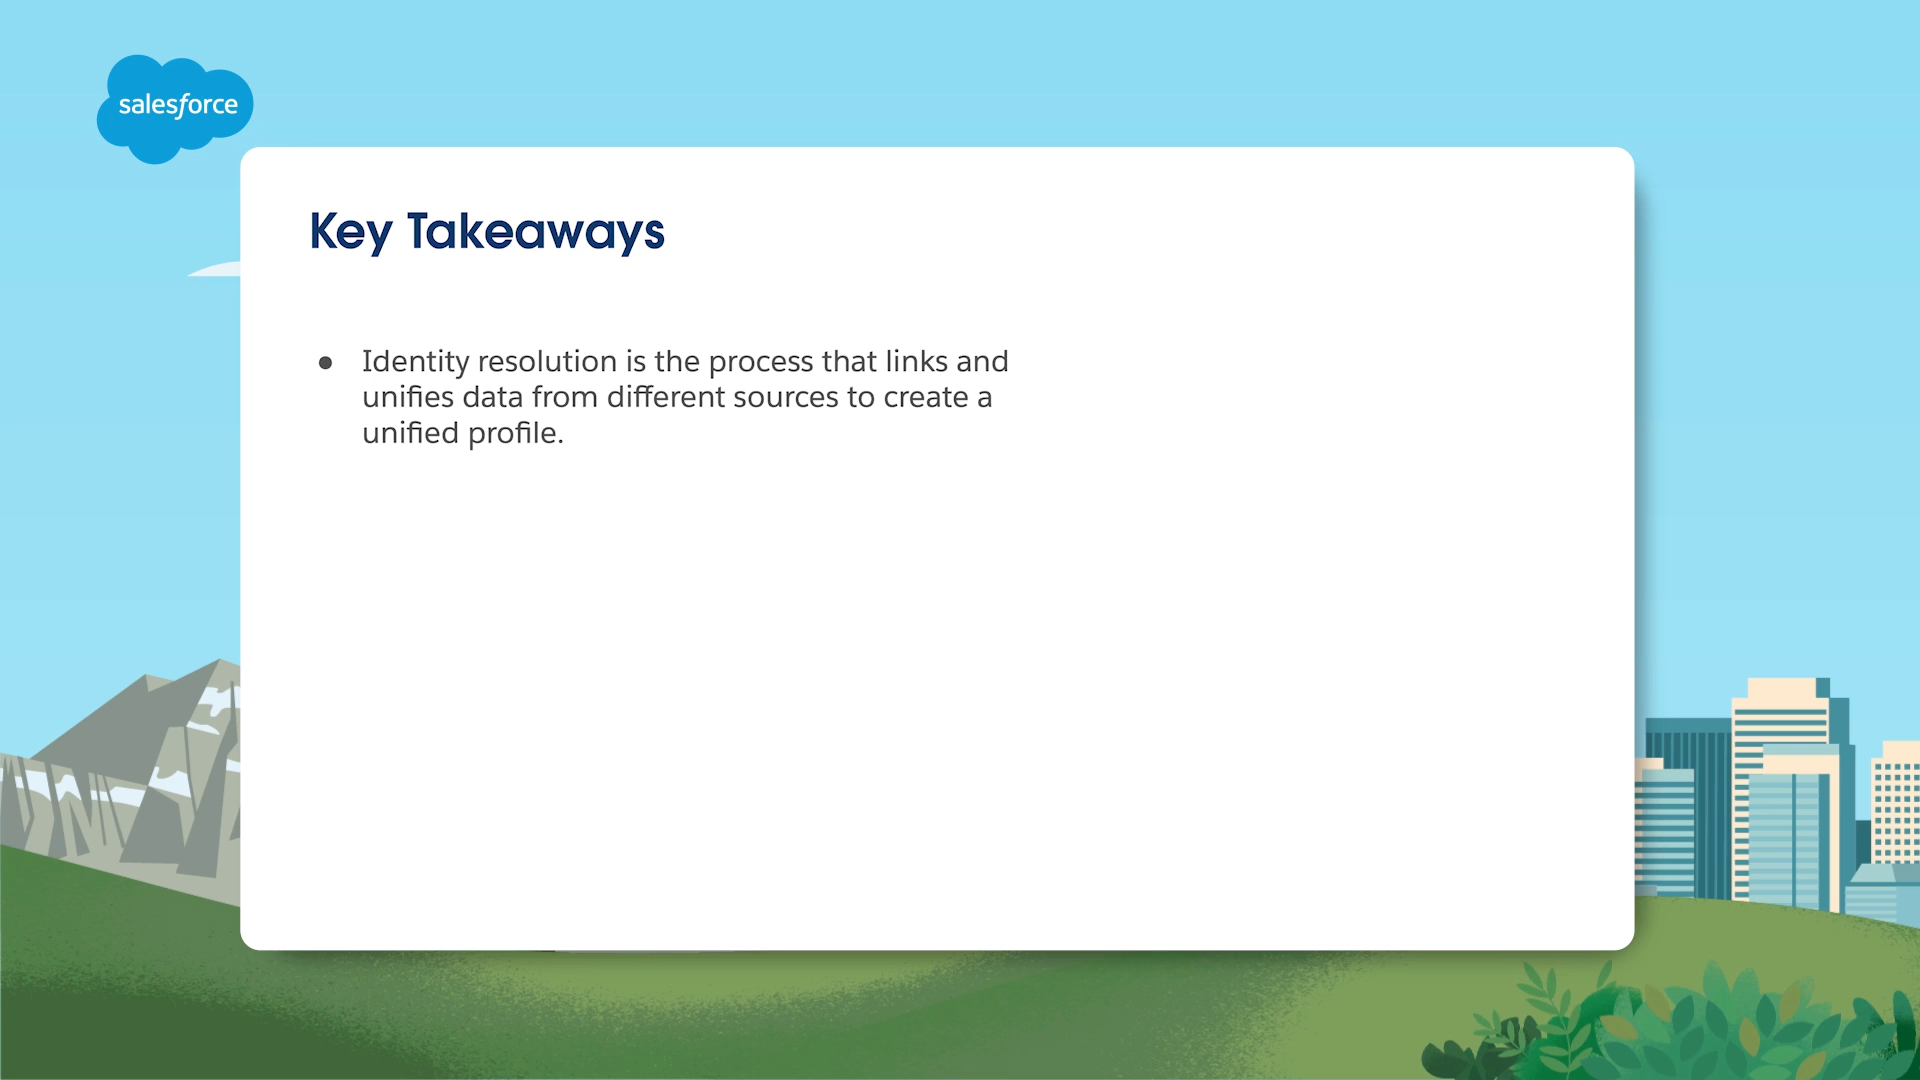 salesforce
Key Takeaways
● Identity resolution is the process that links and
unifies data from different sources to create a
unified profile.